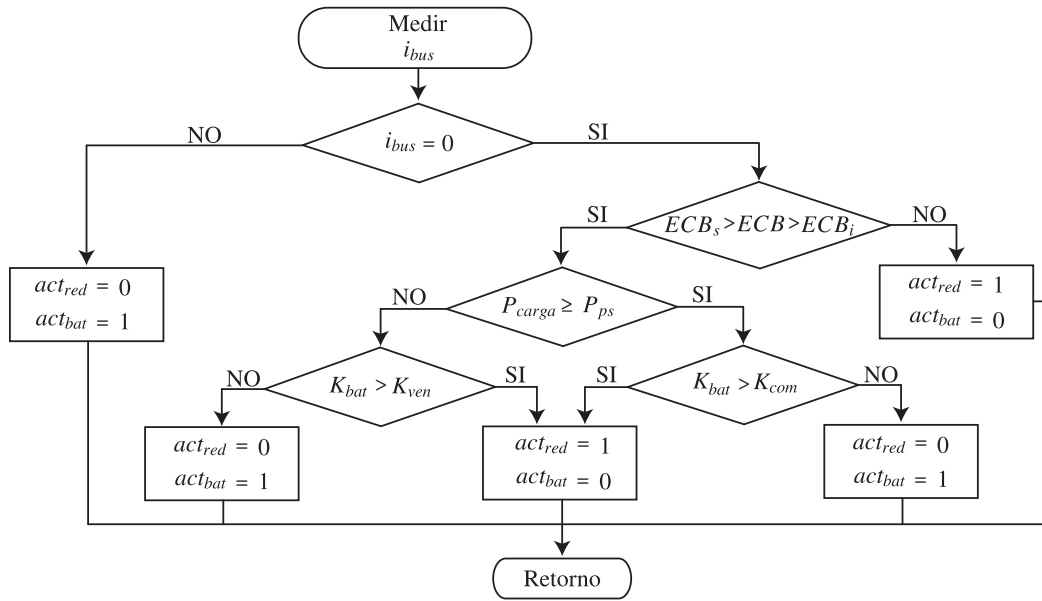 Medir
i_bus
i_bus = 0
NO
SI
ECB_s > ECB > ECB_i
SI
NO
act_red = 0
act_bat = 1
act_red = 1
act_bat = 0
P_carga ≥ P_ps
NO
SI
K_bat > K_ven
NO
SI
K_bat > K_com
SI
NO
act_red = 0
act_bat = 1
act_red = 1
act_bat = 0
act_red = 0
act_bat = 1
Retorno